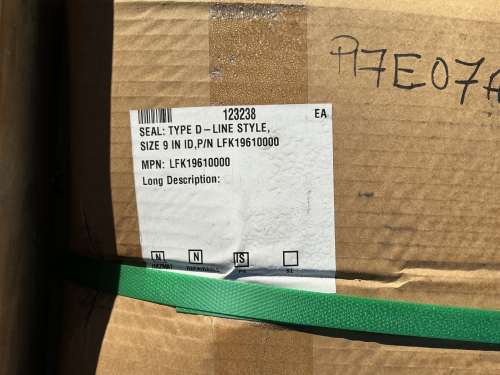 123238 EA
SEAL: TYPE D-LINE STYLE,
SIZE 9 IN ID,P/N LFK19610000
MPN: LFK19610000
Long Description:
N N IS
P7E07A